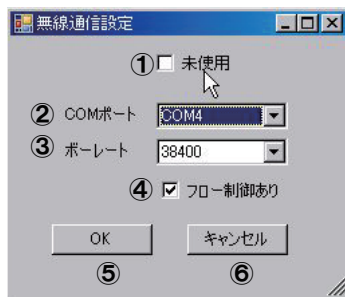 無線通信設定
① 未使用
② COMポート COM4
③ ボーレート 38400
④ フロー制御あり
OK キャンセル
⑤ ⑥